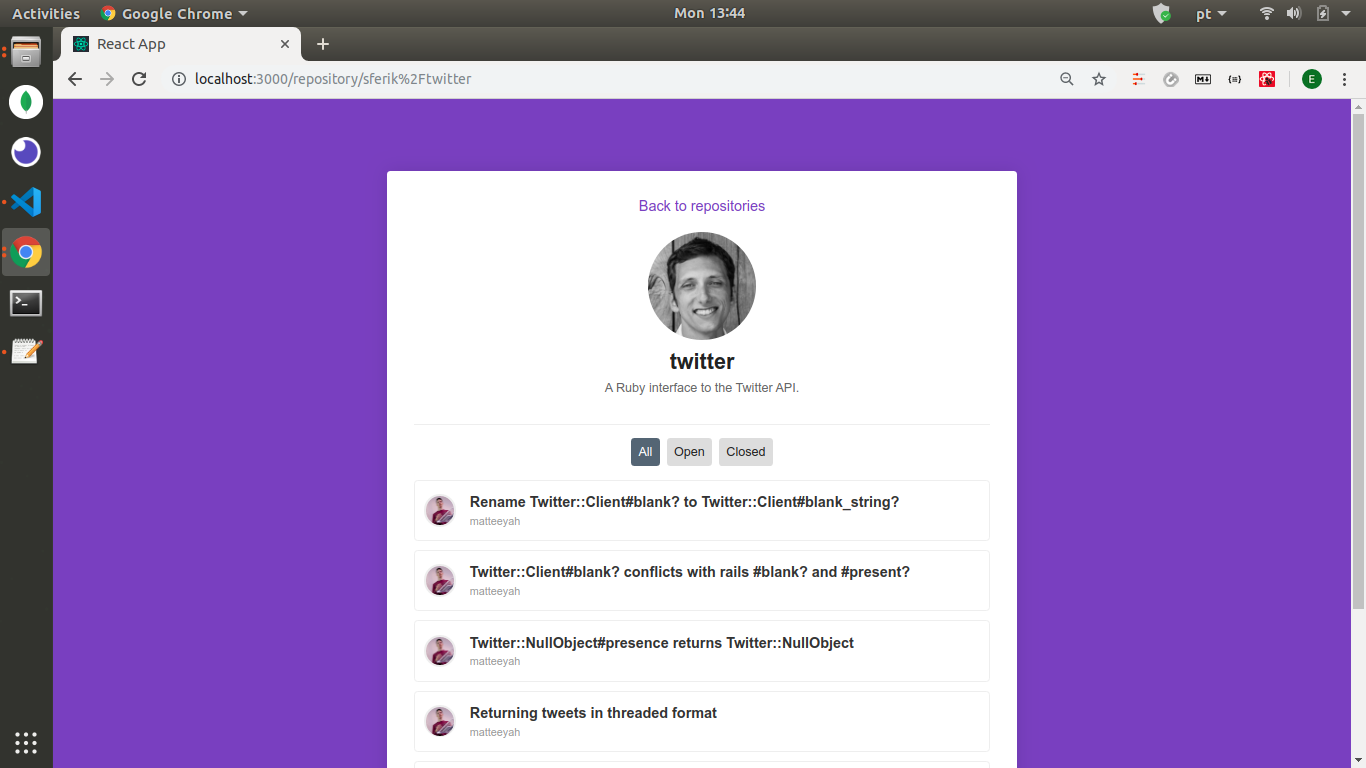 Activities Google Chrome Mon 13:44 pt
React App
localhost:3000/repository/sferik%2Ftwitter MD E
Back to repositories
twitter
A Ruby interface to the Twitter API.
All Open Closed
Rename Twitter::Client#blank? to Twitter::Client#blank_string?
matteeyah
Twitter::Client#blank? conflicts with rails #blank? and #present?
matteeyah
Twitter::NullObject#presence returns Twitter::NullObject
matteeyah
Returning tweets in threaded format
matteeyah